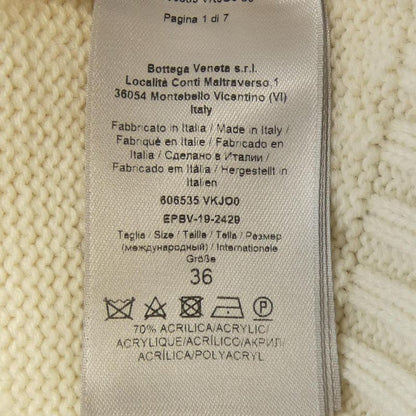 Pagina 1 di 7
Bottega Veneta s.r.l.
Località Conti Maltraverso,1
36054 Montebello Vicentino (VI)
Italy
Fabbricato in Italia / Made in Italy /
Fabriqué en Italie / Fabricado en
Italia / Сделано в Италии /
Fabricado em Itália / Hergestellt in
Italien
606535 VKJO0
EPBV-19-2429
Taglia / Size / Taille / Talla / Размер
(международный) / Internationale
Größe
36
70% ACRILICA/ACRYLIC/
ACRYLIQUE/ACRÍLICO/АКРИЛ/
ACRÍLICA/POLYACRYL